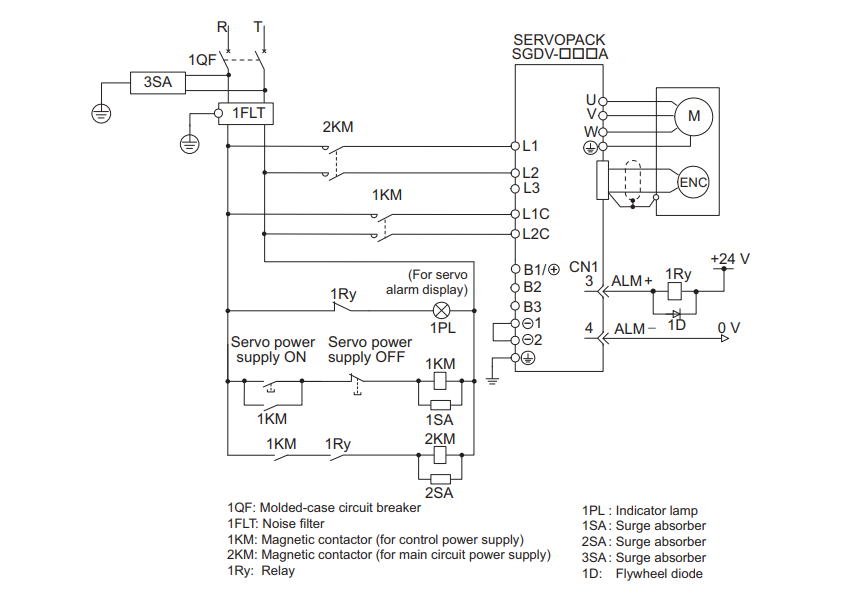 R T
SERVOPACK
SGDV-□□□A
1QF
3SA
1FLT
2KM
U
V
W
M
L1
L2
L3
ENC
1KM
L1C
L2C
(For servo
alarm display)
B1/⊕
B2
B3
⊖1
⊖2
CN1
3 ALM+
1Ry
+24 V
1D
4 ALM−
0 V
1Ry
1PL
Servo power
supply ON
Servo power
supply OFF
1KM
1KM
1SA
1KM 1Ry
2KM
2SA
1QF: Molded-case circuit breaker
1FLT: Noise filter
1KM: Magnetic contactor (for control power supply)
2KM: Magnetic contactor (for main circuit power supply)
1Ry: Relay
1PL : Indicator lamp
1SA : Surge absorber
2SA : Surge absorber
3SA : Surge absorber
1D: Flywheel diode